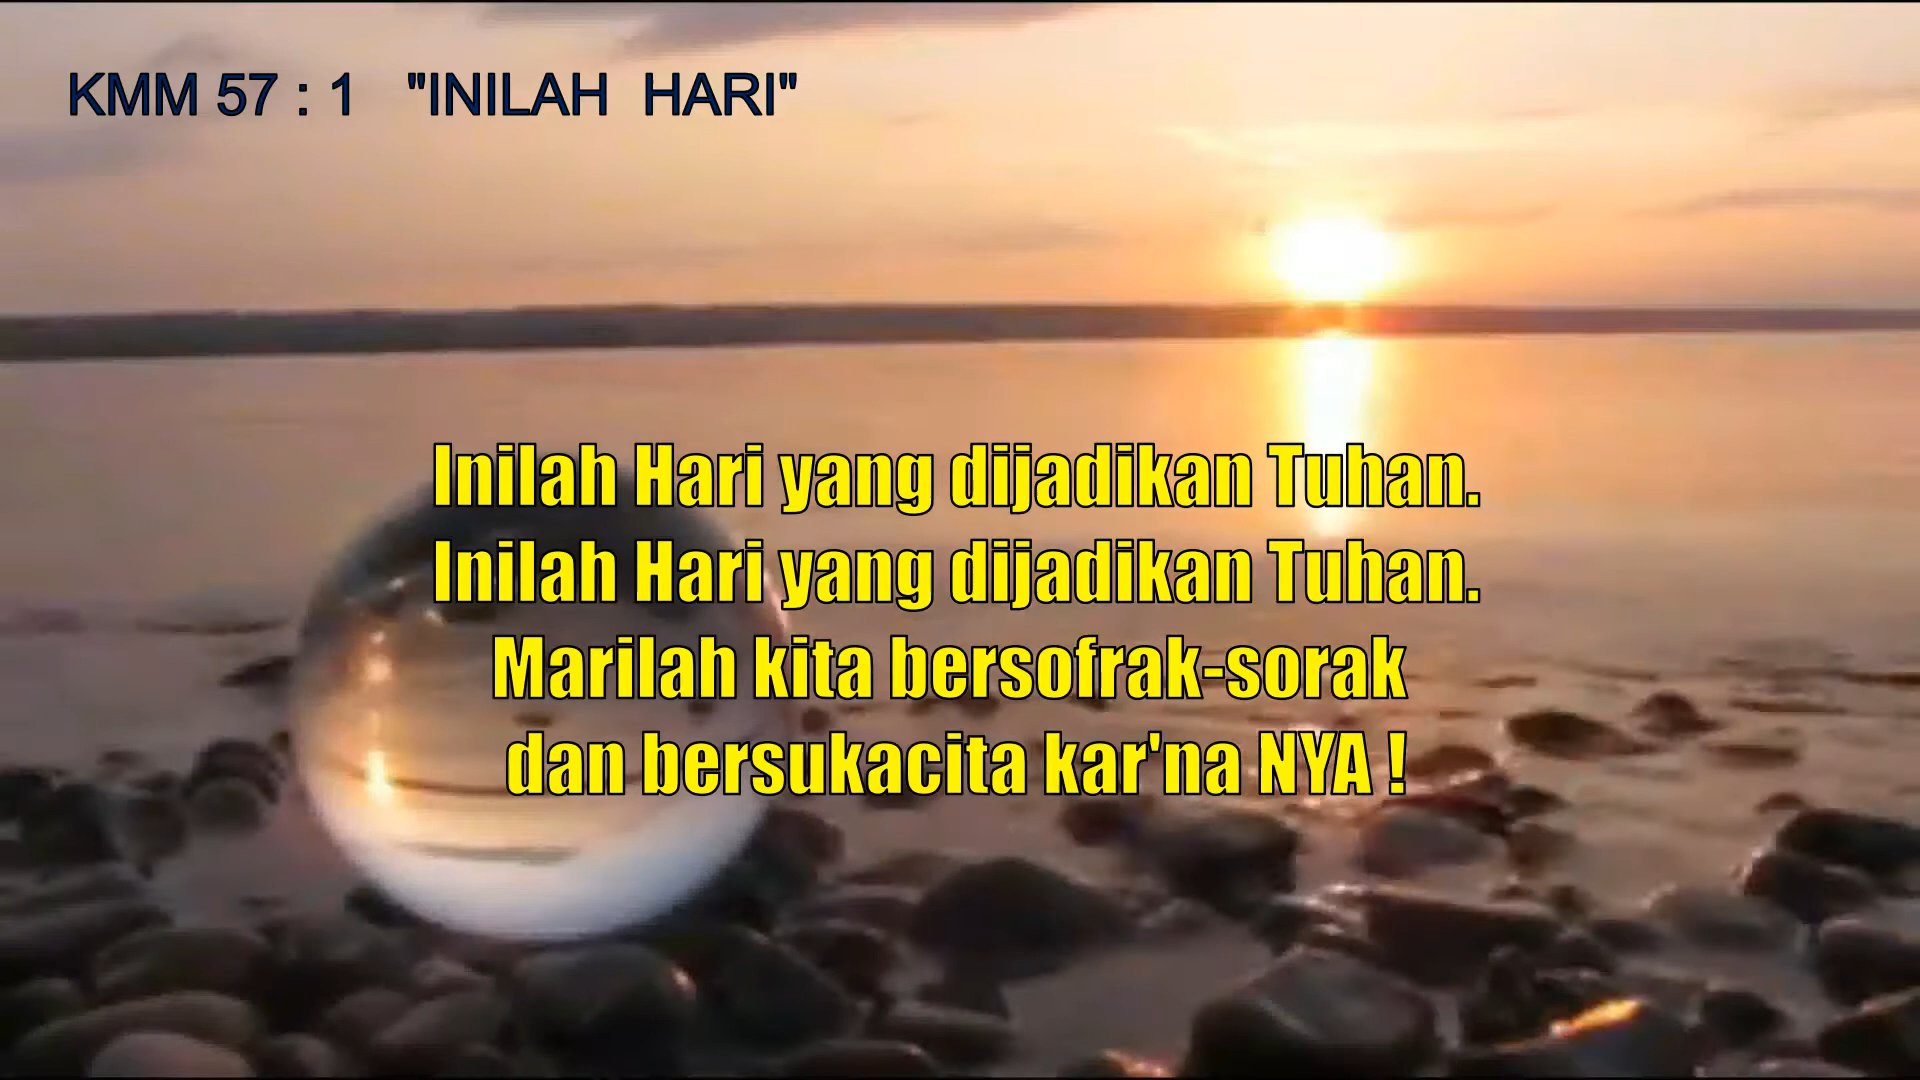 KMM 57 : 1 "INILAH HARI"
Inilah Hari yang dijadikan Tuhan.
Inilah Hari yang dijadikan Tuhan.
Marilah kita bersofrak-sorak
dan bersukacita kar'na NYA !